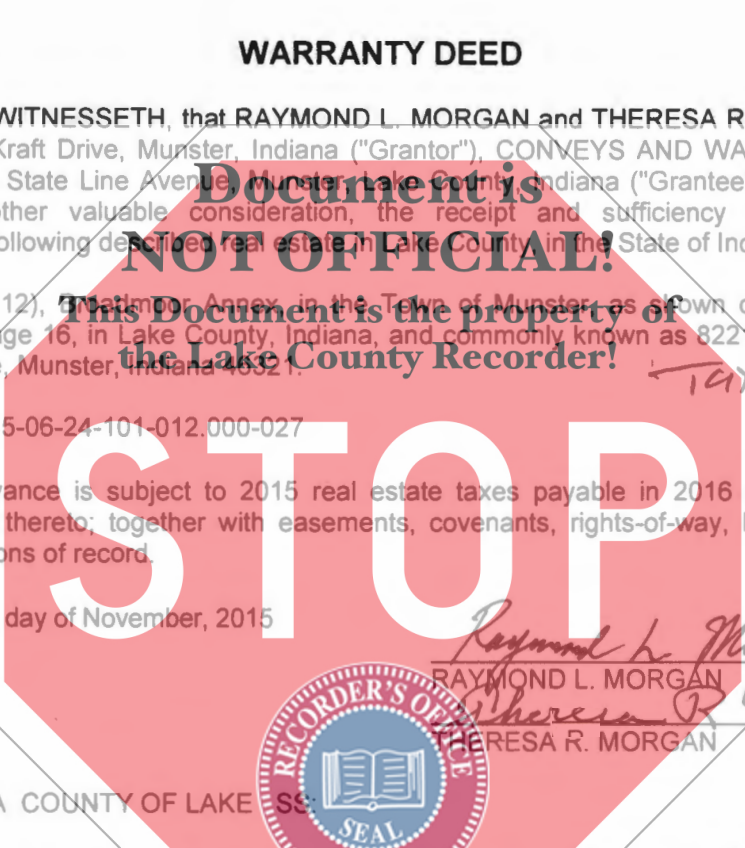 WARRANTY DEED
WITNESSETH, that RAYMOND L. MORGAN and THERESA R
Kraft Drive, Munster, Indiana ("Grantor"), CONVEYS AND WA
State Line Avenue, Munster, Lake County, Indiana ("Grantee
Document is
other valuable consideration, the receipt and sufficiency
ollowing described real estate in Lake County, in the State of Inc
NOT OFFICIAL!
12), Broadmoor Annex, in the Town of Munster, as shown
This Document is the property of
ge 16, in Lake County, Indiana, and commonly known as 822
the Lake County Recorder!
, Munster, Indiana 46321.
5-06-24-101-012.000-027
STOP
ance is subject to 2015 real estate taxes payable in 2016
thereto; together with easements, covenants, rights-of-way,
ons of record.
day of November, 2015
Raymond L
RAYMOND L. MORGAN
Theresa R
THERESA R. MORGAN
A COUNTY OF LAKE SS:
RECORDER'S OFFICE
SEAL